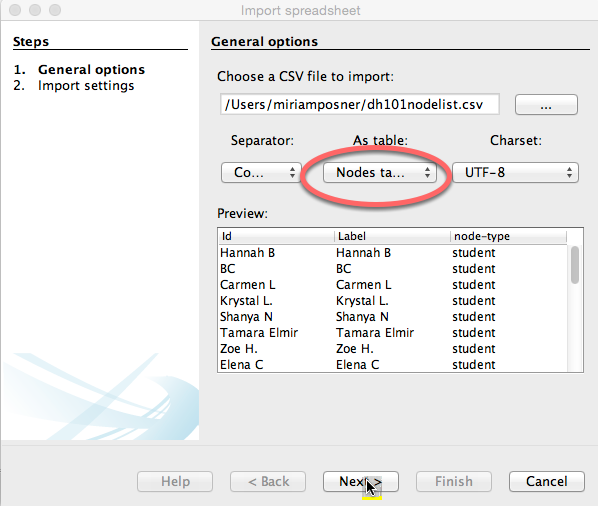 Import spreadsheet
Steps
1. General options
2. Import settings
General options
Choose a CSV file to import:
/Users/miriamposner/dh101nodelist.csv ...
Separator: As table: Charset:
Co... Nodes ta... UTF-8
Preview:
Id Label node-type
Hannah B Hannah B student
BC BC student
Carmen L Carmen L student
Krystal L. Krystal L. student
Shanya N Shanya N student
Tamara Elmir Tamara Elmir student
Zoe H. Zoe H. student
Elena C Elena C student
Help < Back Next > Finish Cancel